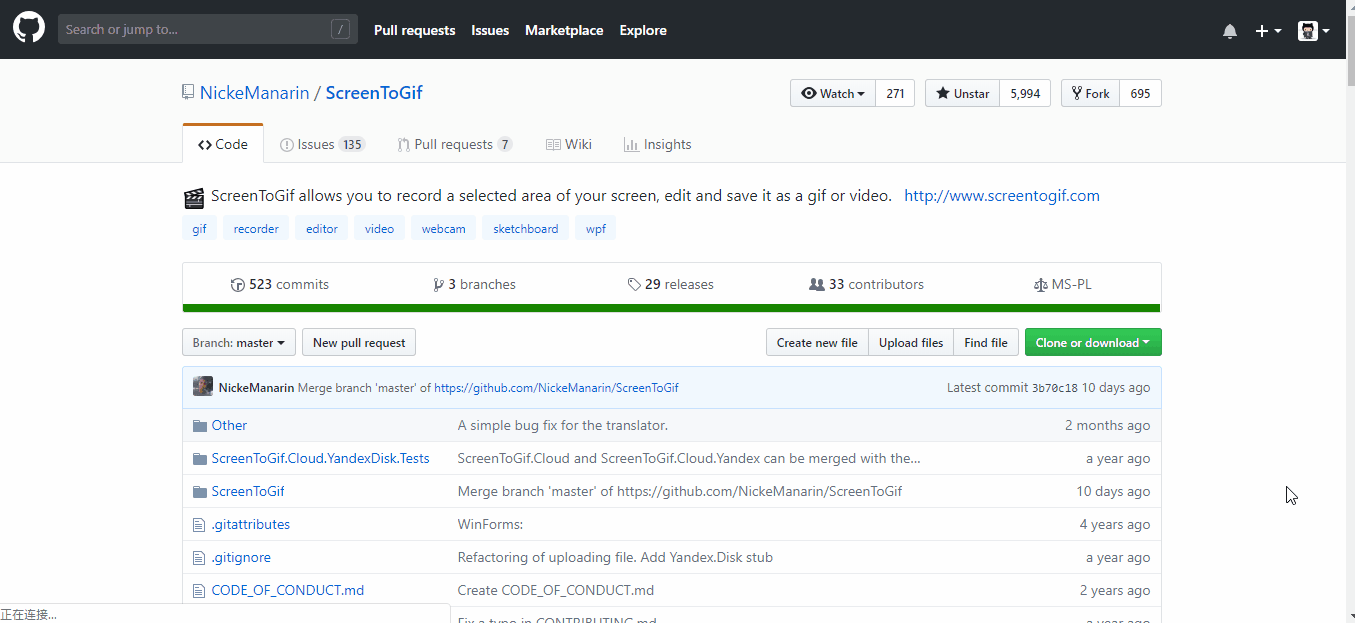 Search or jump to... /
Pull requests Issues Marketplace Explore
NickeManarin / ScreenToGif
Watch 271 Unstar 5,994 Fork 695
Code Issues 135 Pull requests 7 Wiki Insights
ScreenToGif allows you to record a selected area of your screen, edit and save it as a gif or video. http://www.screentogif.com
gif recorder editor video webcam sketchboard wpf
523 commits 3 branches 29 releases 33 contributors MS-PL
Branch: master New pull request Create new file Upload files Find file Clone or download
NickeManarin Merge branch 'master' of https://github.com/NickeManarin/ScreenToGif Latest commit 3b70c18 10 days ago
Other A simple bug fix for the translator. 2 months ago
ScreenToGif.Cloud.YandexDisk.Tests ScreenToGif.Cloud and ScreenToGif.Cloud.Yandex can be merged with the... a year ago
ScreenToGif Merge branch 'master' of https://github.com/NickeManarin/ScreenToGif 10 days ago
.gitattributes WinForms: 4 years ago
.gitignore Refactoring of uploading file. Add Yandex.Disk stub a year ago
CODE_OF_CONDUCT.md Create CODE_OF_CONDUCT.md 2 years ago
Fix a typo in CONTRIBUTING.md a year ago
正在连接...